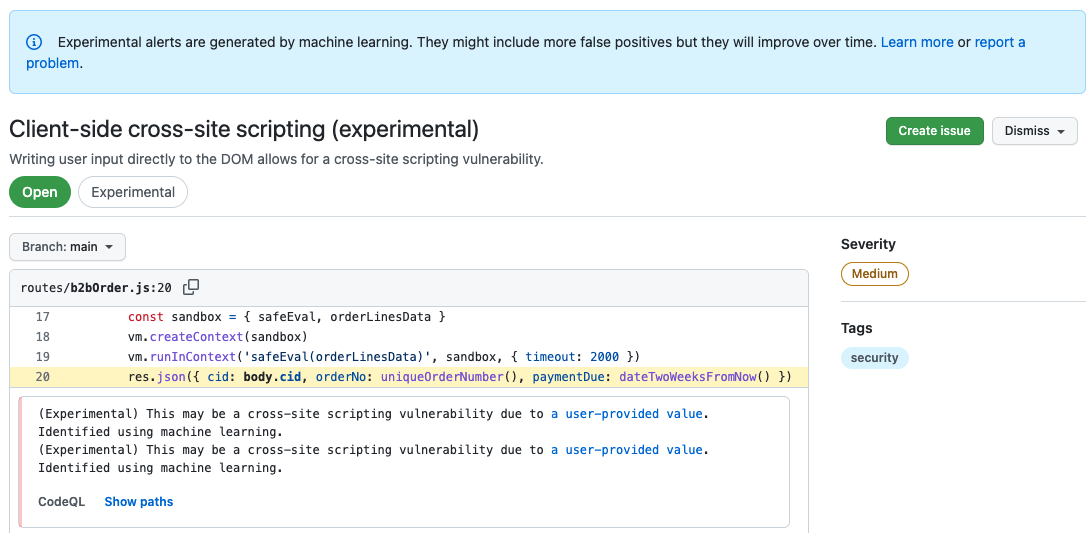 Experimental alerts are generated by machine learning. They might include more false positives but they will improve over time. Learn more or report a
problem.
Client-side cross-site scripting (experimental)
Create issue
Dismiss
Writing user input directly to the DOM allows for a cross-site scripting vulnerability.
Open
Experimental
Branch: main
Severity
Medium
routes/b2bOrder.js:20
17 const sandbox = { safeEval, orderLinesData }
18 vm.createContext(sandbox)
19 vm.runInContext('safeEval(orderLinesData)', sandbox, { timeout: 2000 })
20 res.json({ cid: body.cid, orderNo: uniqueOrderNumber(), paymentDue: dateTwoWeeksFromNow() })
Tags
security
(Experimental) This may be a cross-site scripting vulnerability due to a user-provided value.
Identified using machine learning.
(Experimental) This may be a cross-site scripting vulnerability due to a user-provided value.
Identified using machine learning.
CodeQL Show paths